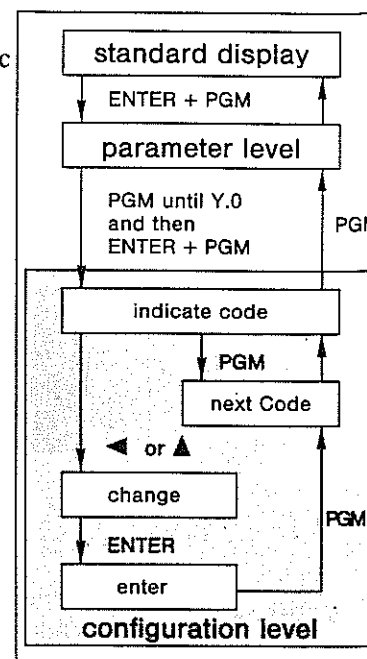 c
standard display
ENTER + PGM
parameter level
PGM until Y.0
and then
ENTER + PGM
PGM
indicate code
PGM
next Code
◄ or ▲
change
PGM
ENTER
enter
configuration level